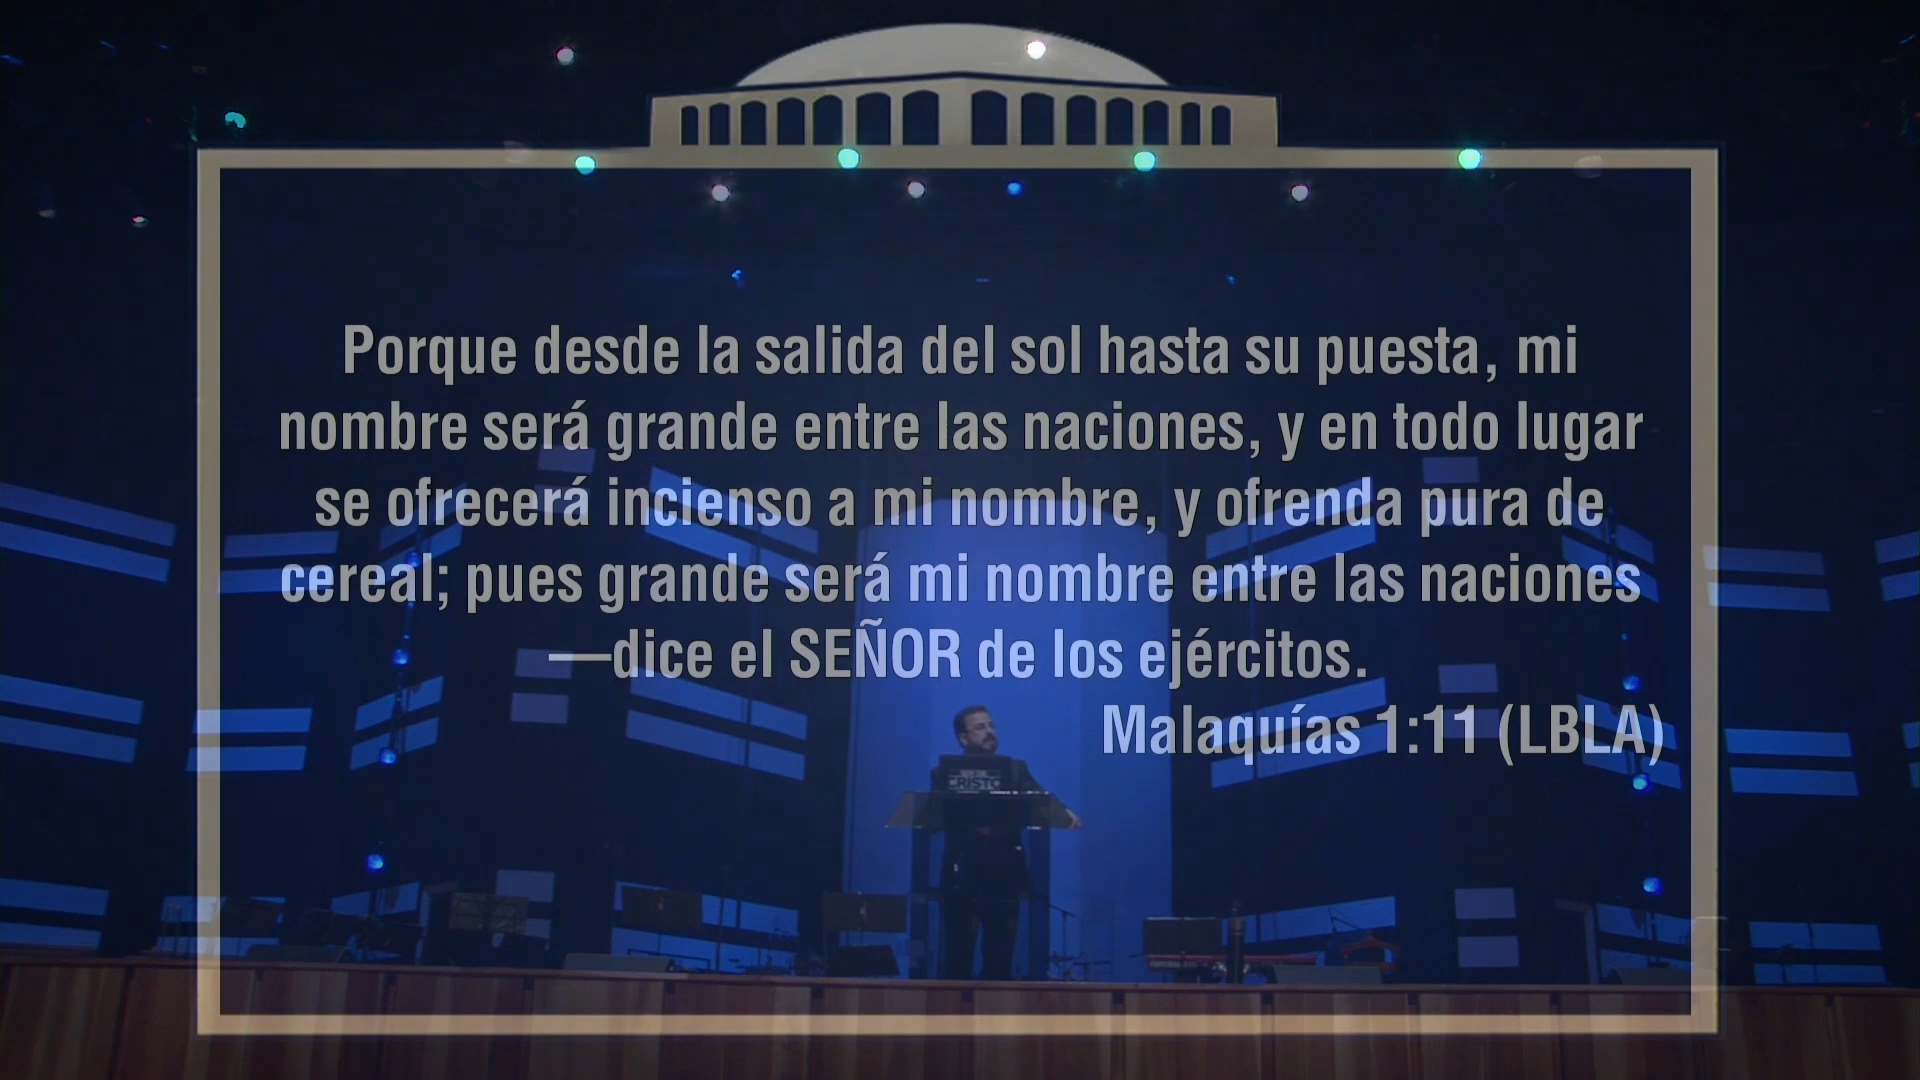 Porque desde la salida del sol hasta su puesta, mi
nombre será grande entre las naciones, y en todo lugar
se ofrecerá incienso a mi nombre, y ofrenda pura de
cereal; pues grande será mi nombre entre las naciones
—dice el SEÑOR de los ejércitos.
Malaquías 1:11 (LBLA)
CRISTO